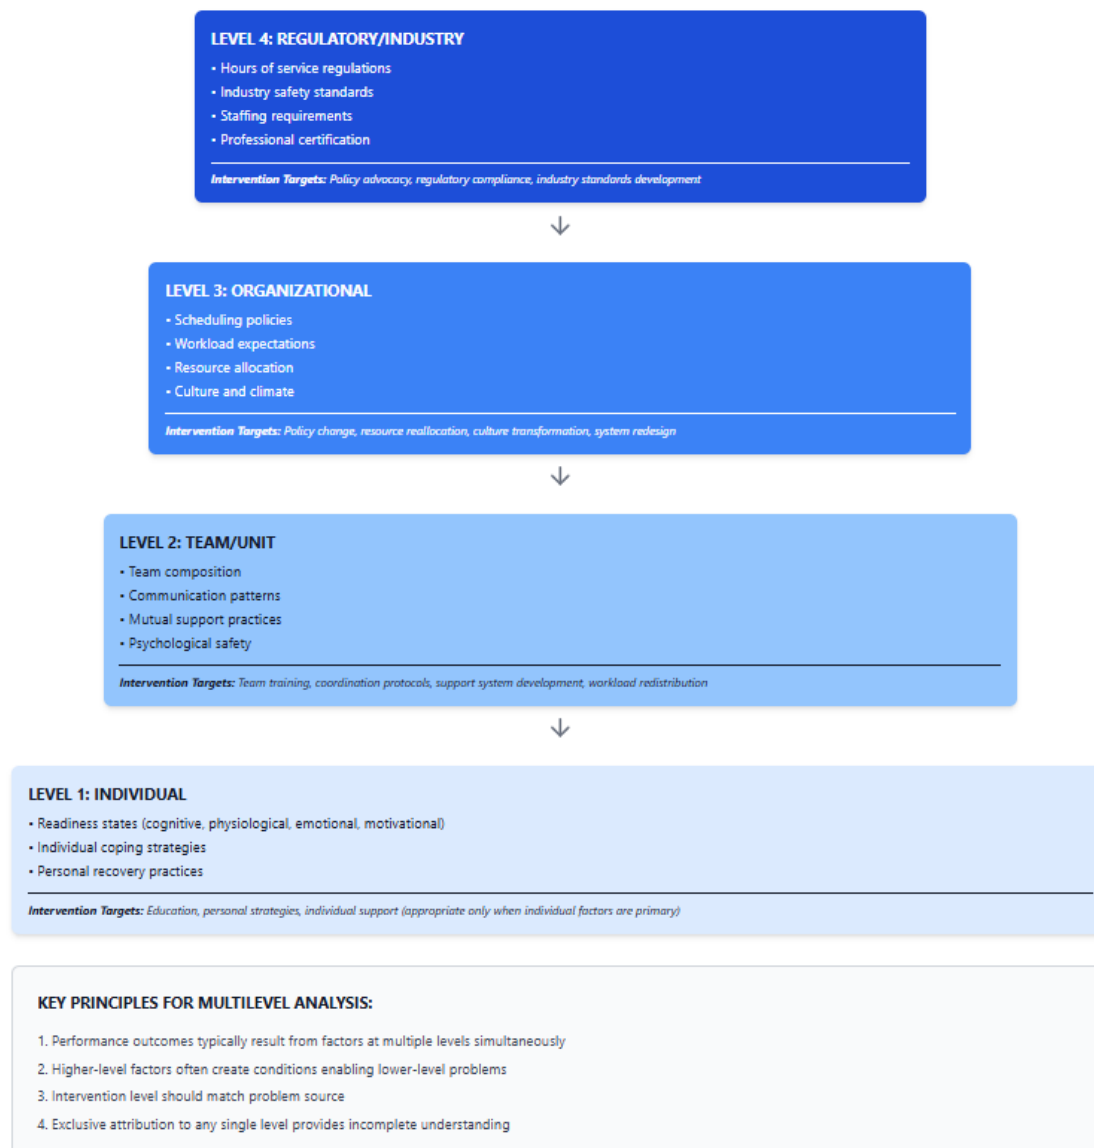 LEVEL 4: REGULATORY/INDUSTRY
• Hours of service regulations
• Industry safety standards
• Staffing requirements
• Professional certification
Intervention Targets: Policy advocacy, regulatory compliance, industry standards development
LEVEL 3: ORGANIZATIONAL
• Scheduling policies
• Workload expectations
• Resource allocation
• Culture and climate
Intervention Targets: Policy change, resource reallocation, culture transformation, system redesign
LEVEL 2: TEAM/UNIT
• Team composition
• Communication patterns
• Mutual support practices
• Psychological safety
Intervention Targets: Team training, coordination protocols, support system development, workload redistribution
LEVEL 1: INDIVIDUAL
• Readiness states (cognitive, physiological, emotional, motivational)
• Individual coping strategies
• Personal recovery practices
Intervention Targets: Education, personal strategies, individual support (appropriate only when individual factors are primary)
KEY PRINCIPLES FOR MULTILEVEL ANALYSIS:
1. Performance outcomes typically result from factors at multiple levels simultaneously
2. Higher-level factors often create conditions enabling lower-level problems
3. Intervention level should match problem source
4. Exclusive attribution to any single level provides incomplete understanding